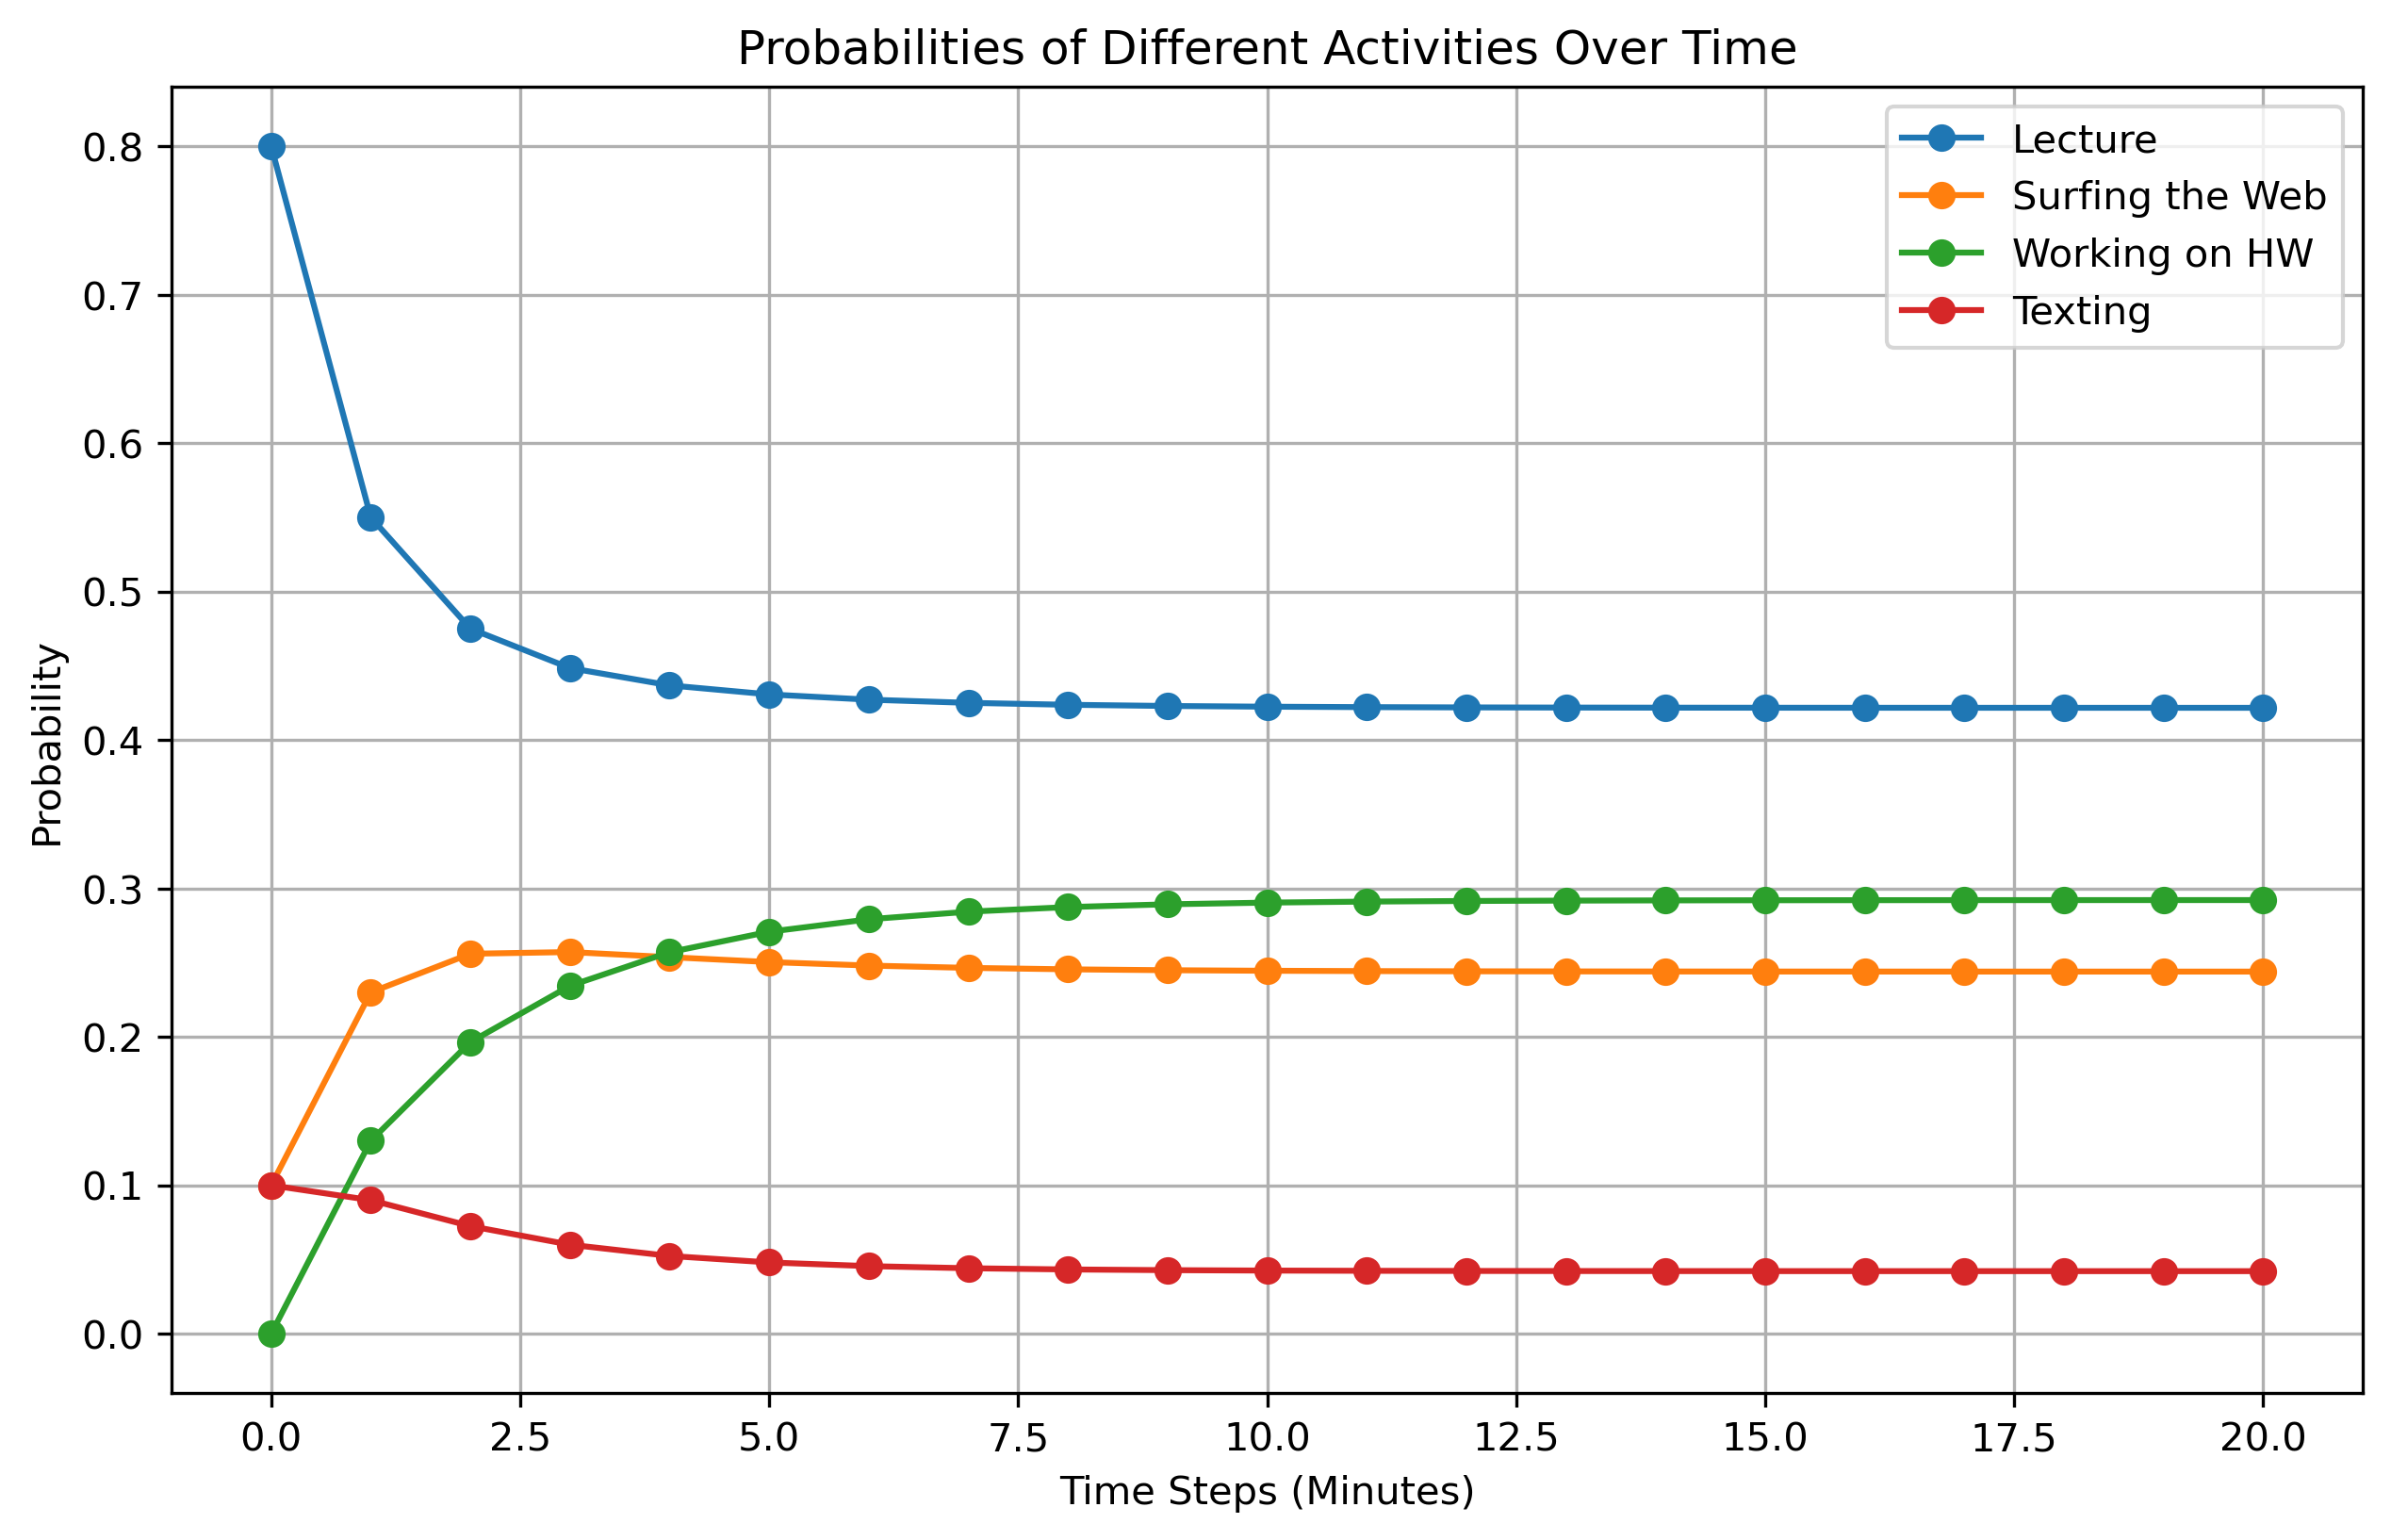 Probabilities of Different Activities Over Time
Lecture
Surfing the Web
Working on HW
Texting
Probability
0.8
0.7
0.6
0.5
0.4
0.3
0.2
0.1
0.0
0.0 2.5 5.0 7.5 10.0 12.5 15.0 17.5 20.0
Time Steps (Minutes)